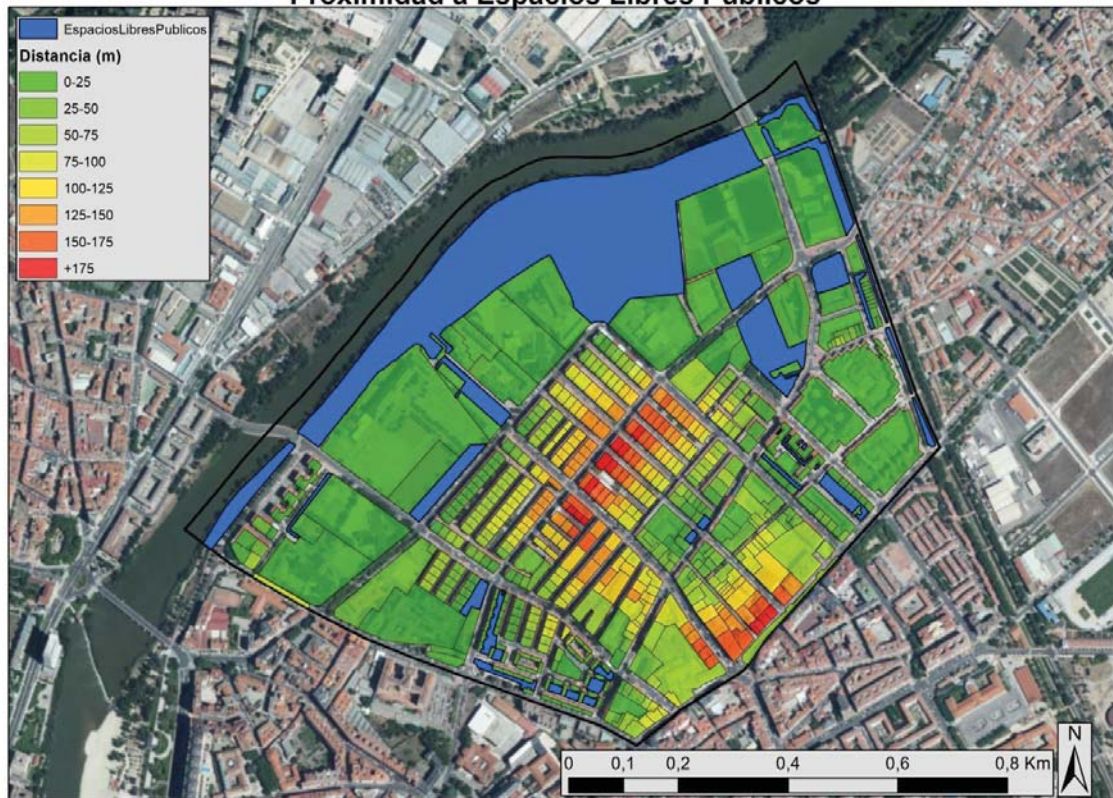 Proximidad a Espacios Libres Públicos
EspaciosLibresPublicos
Distancia (m)
0-25
25-50
50-75
75-100
100-125
125-150
150-175
+175
N
0 0,1 0,2 0,4 0,6 0,8 Km